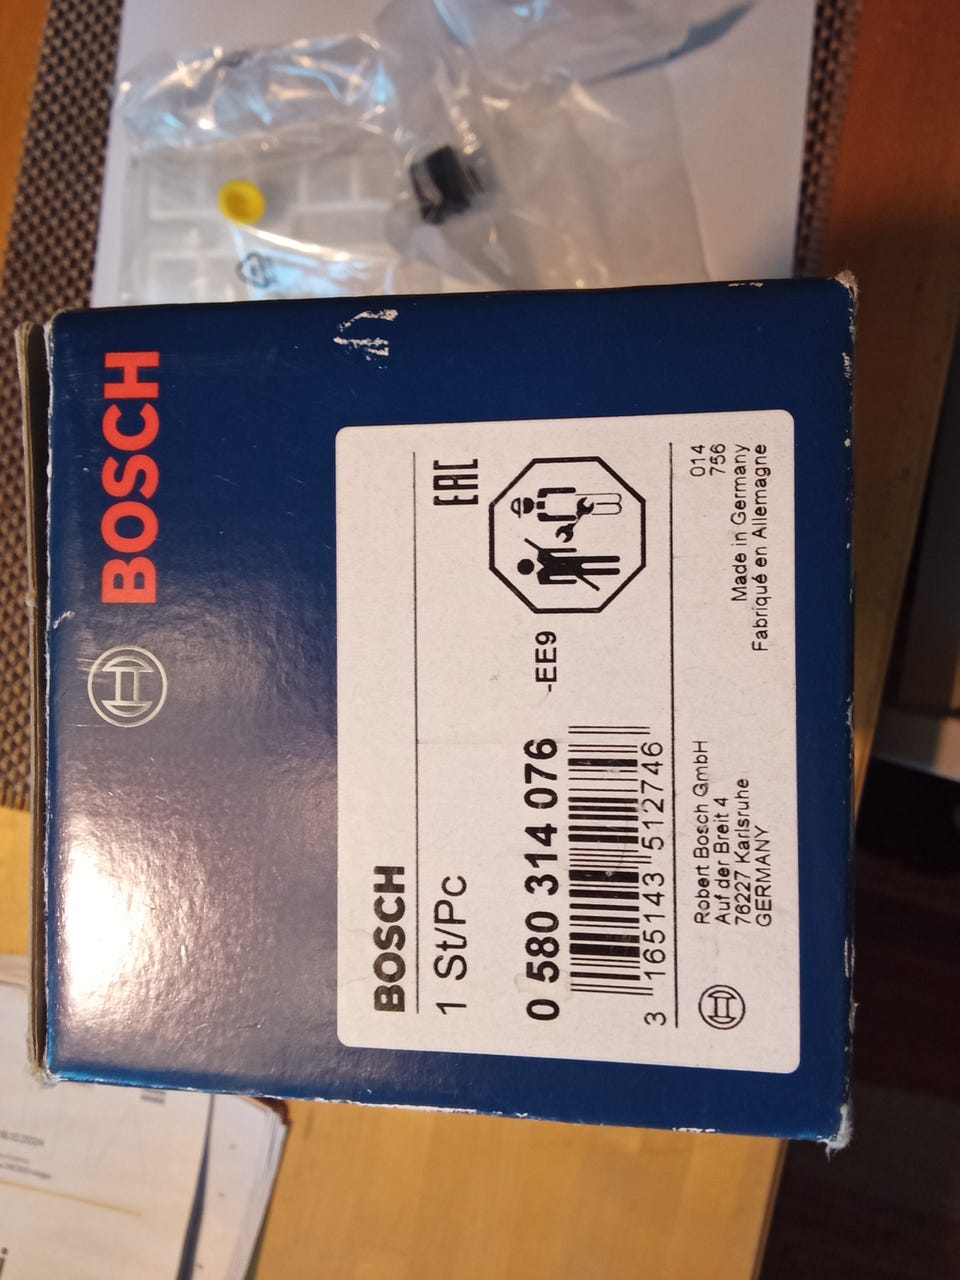 BOSCH
BOSCH
1 St/Pc
EAC
0 580 314 076
-EE9
3 165143 512746
Robert Bosch GmbH
Auf der Breit 4
76227 Karlsruhe
GERMANY
014
756
Made in Germany
Fabriqué en Allemagne